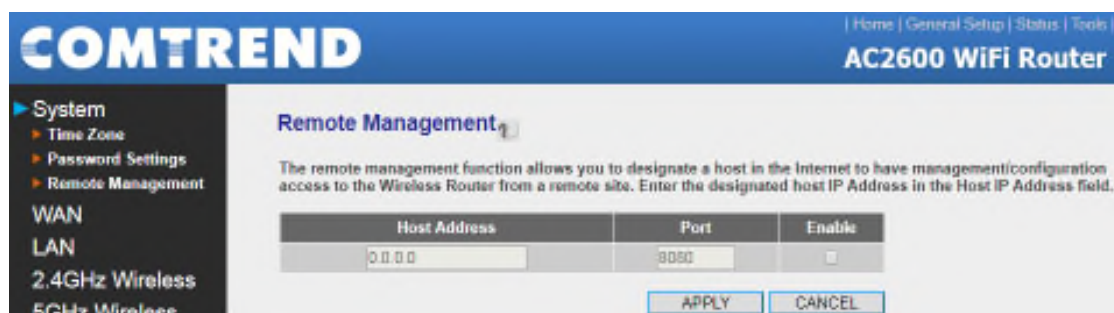 COMTREND
| Home | General Setup | Status | Tools |
AC2600 WiFi Router
System
Time Zone
Password Settings
Remote Management
WAN
LAN
2.4GHz Wireless
5GHz Wireless
Remote Management
The remote management function allows you to designate a host in the Internet to have management/configuration
access to the Wireless Router from a remote site. Enter the designated host IP Address in the Host IP Address field.
Host Address Port Enable
0.0.0.0 8080
APPLY CANCEL